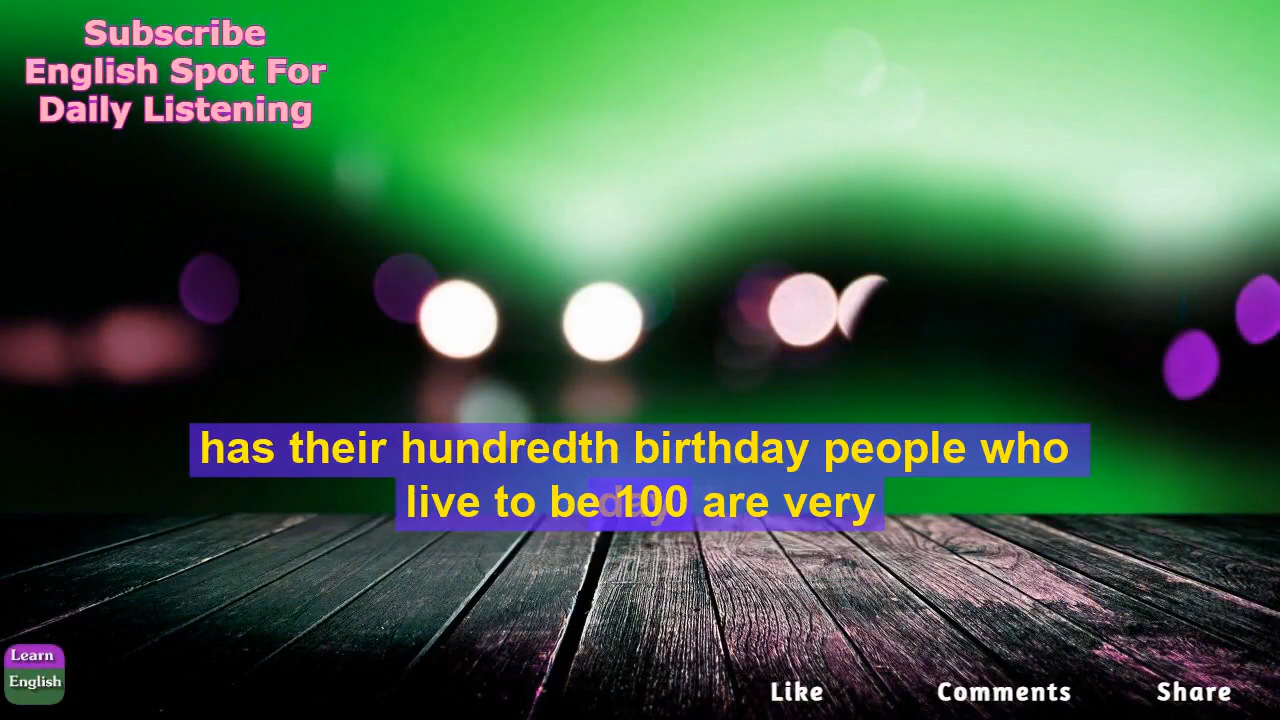 Subscribe
English Spot For
Daily Listening
has their hundredth birthday people who
live to be 100 are very
day
Learn
English
Like
Comments
Share